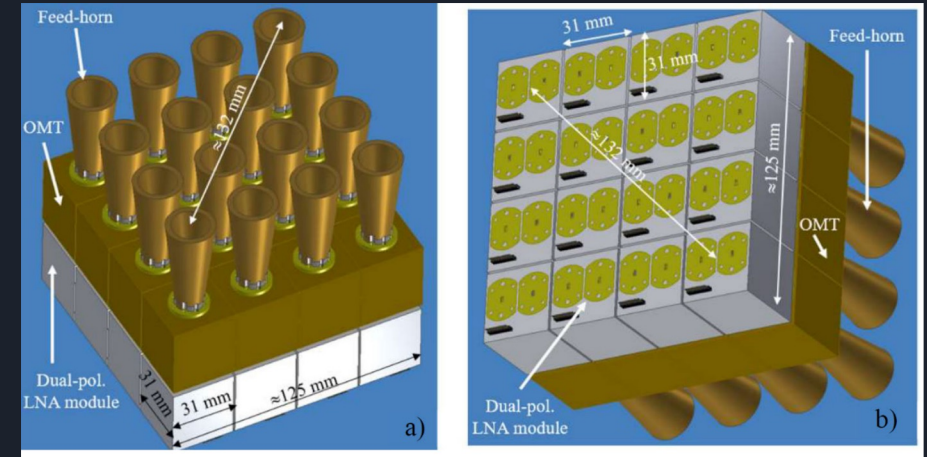 Feed-horn
≈132 mm
OMT
Dual-pol.
LNA module
31 mm
31 mm
≈125 mm
a)
31 mm
31 mm
Feed-horn
≈132 mm
≈125 mm
OMT
Dual-pol.
LNA module
b)